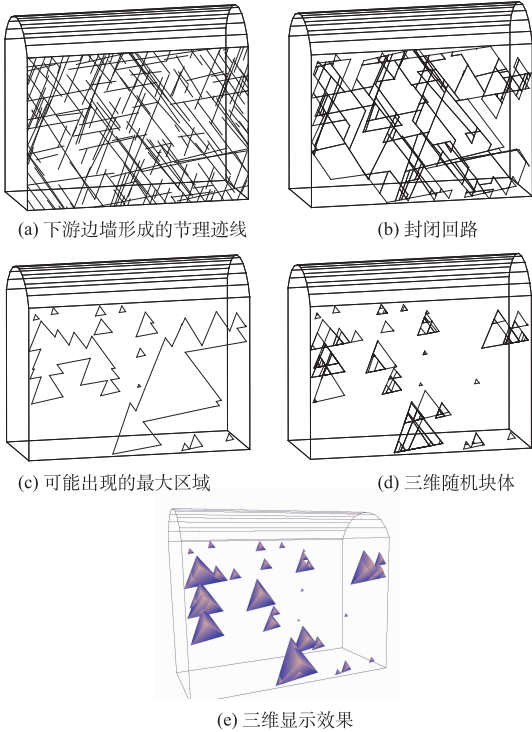 (a) 下游边墙形成的节理迹线
(b) 封闭回路
(c) 可能出现的最大区域
(d) 三维随机块体
(e) 三维显示效果